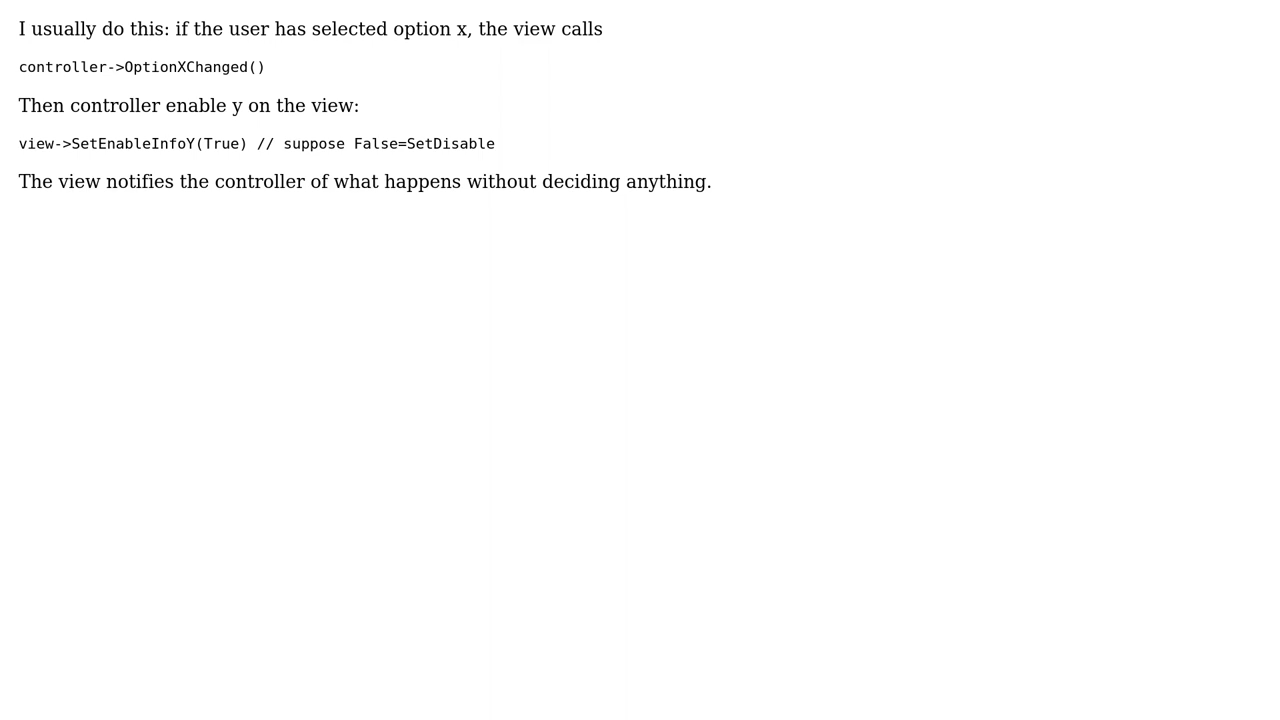 I usually do this: if the user has selected option x, the view calls
controller->OptionXChanged()
Then controller enable y on the view:
view->SetEnableInfoY(True) // suppose False=SetDisable
The view notifies the controller of what happens without deciding anything.